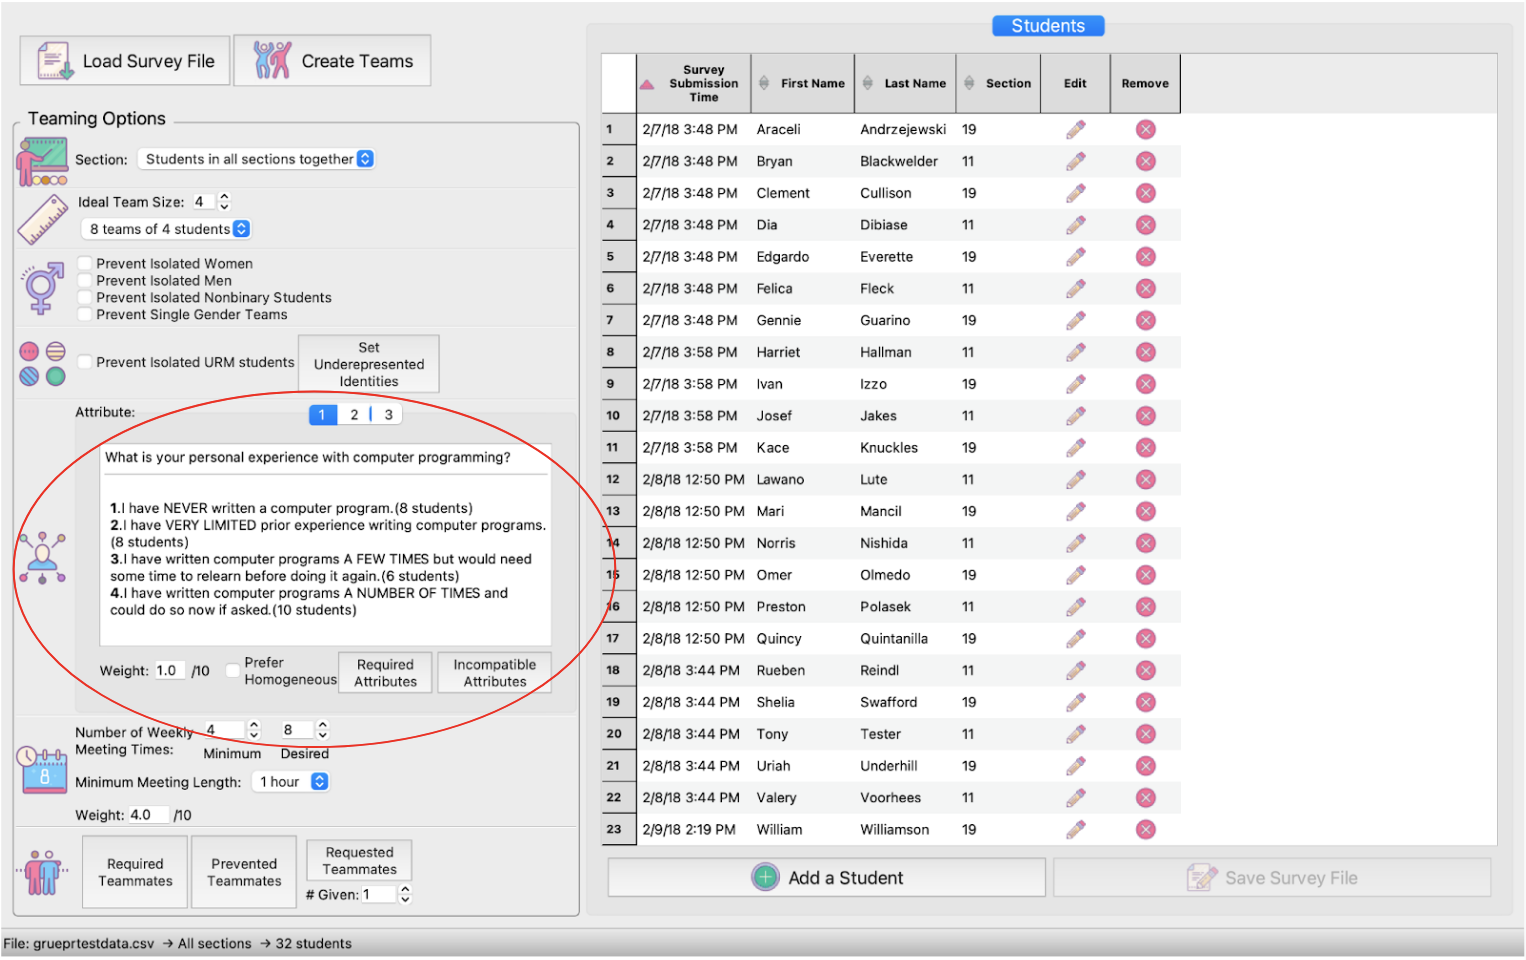 Load Survey File
Create Teams
Students
Teaming Options
Section: Students in all sections together
Ideal Team Size: 4
8 teams of 4 students
Prevent Isolated Women
Prevent Isolated Men
Prevent Isolated Nonbinary Students
Prevent Single Gender Teams
Prevent Isolated URM students
Set
Underepresented
Identities
Attribute:
1 2 3
What is your personal experience with computer programming?
1.I have NEVER written a computer program.(8 students)
2.I have VERY LIMITED prior experience writing computer programs.
(8 students)
3.I have written computer programs A FEW TIMES but would need
some time to relearn before doing it again.(6 students)
4.I have written computer programs A NUMBER OF TIMES and
could do so now if asked.(10 students)
Weight: 1.0 /10
Prefer
Homogeneous
Required
Attributes
Incompatible
Attributes
Number of Weekly
Meeting Times:
4 8
Minimum Desired
8
Minimum Meeting Length: 1 hour
Weight: 4.0 /10
Required
Teammates
Prevented
Teammates
Requested
Teammates
# Given: 1
Survey
Submission
Time
First Name Last Name Section Edit Remove
1 2/7/18 3:48 PM Araceli Andrzejewski 19
2 2/7/18 3:48 PM Bryan Blackwelder 11
3 2/7/18 3:48 PM Clement Cullison 19
4 2/7/18 3:48 PM Dia Dibiase 11
5 2/7/18 3:48 PM Edgardo Everette 19
6 2/7/18 3:48 PM Felica Fleck 11
7 2/7/18 3:48 PM Gennie Guarino 19
8 2/7/18 3:58 PM Harriet Hallman 11
9 2/7/18 3:58 PM Ivan Izzo 19
10 2/7/18 3:58 PM Josef Jakes 11
11 2/7/18 3:58 PM Kace Knuckles 19
12 2/8/18 12:50 PM Lawano Lute 11
13 2/8/18 12:50 PM Mari Mancil 19
14 2/8/18 12:50 PM Norris Nishida 11
15 2/8/18 12:50 PM Omer Olmedo 19
16 2/8/18 12:50 PM Preston Polasek 11
17 2/8/18 12:50 PM Quincy Quintanilla 19
18 2/8/18 3:44 PM Rueben Reindl 11
19 2/8/18 3:44 PM Shelia Swafford 19
20 2/8/18 3:44 PM Tony Tester 11
21 2/8/18 3:44 PM Uriah Underhill 19
22 2/8/18 3:44 PM Valery Voorhees 11
23 2/9/18 2:19 PM William Williamson 19
Add a Student
Save Survey File
File: grueprtestdata.csv → All sections → 32 students